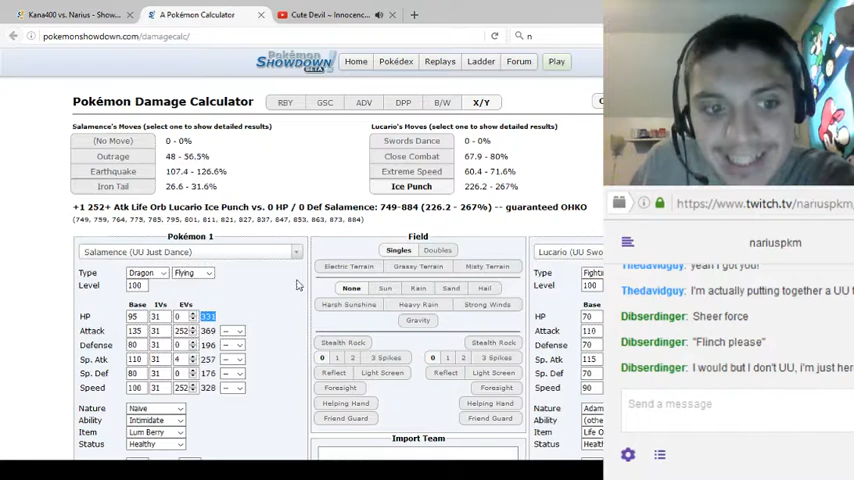 Kana400 vs. Narius - Show...
A Pokémon Calculator
Cute Devil ~ Innocenc...
pokemonshowdown.com/damagecalc/
n
Pokémon
SHOWDOWN!
BETA
Home
Pokédex
Replays
Ladder
Forum
Play
Pokémon Damage Calculator
RBY
GSC
ADV
DPP
B/W
X/Y
Salamence's Moves (select one to show detailed results)
(No Move) 0 - 0%
Outrage 48 - 56.5%
Earthquake 107.4 - 126.6%
Iron Tail 26.6 - 31.6%
Lucario's Moves (select one to show detailed results)
Swords Dance 0 - 0%
Close Combat 67.9 - 80%
Extreme Speed 60.4 - 71.6%
Ice Punch 226.2 - 267%
+1 252+ Atk Life Orb Lucario Ice Punch vs. 0 HP / 0 Def Salamence: 749-884 (226.2 - 267%) -- guaranteed OHKO
(749, 759, 764, 775, 785, 795, 801, 811, 821, 827, 837, 847, 853, 863, 873, 884)
Pokémon 1
Salamence (UU Just Dance)
Type Dragon Flying
Level 100
Base IVs EVs
HP 95 31 0 331
Attack 135 31 252 369 --
Defense 80 31 0 196 --
Sp. Atk 110 31 4 257 --
Sp. Def 80 31 0 176 --
Speed 100 31 252 328 --
Nature Naive
Ability Intimidate
Item Lum Berry
Status Healthy
Field
Singles Doubles
Electric Terrain Grassy Terrain Misty Terrain
None Sun Rain Sand Hail
Harsh Sunshine Heavy Rain Strong Winds
Gravity
Stealth Rock Stealth Rock
0 1 2 3 Spikes 0 1 2 3 Spikes
Reflect Light Screen Reflect Light Screen
Foresight Foresight
Helping Hand Helping Hand
Friend Guard Friend Guard
Import Team
Lucario (UU Swo
Type Fighti
Level 100
Base
HP 70
Attack 110
Defense 70
Sp. Atk 115
Sp. Def 70
Speed 90
Nature Adam
Ability (othe
Item Life O
Status Healt
https://www.twitch.tv/nariuspkm
nariuspkm
Thedavidguy: yeah I got you!
Thedavidguy: I'm actually putting together a UU t
Dibserdinger: Sheer force
Dibserdinger: "Flinch please"
Dibserdinger: I would but I don't UU, i'm just here
Send a message